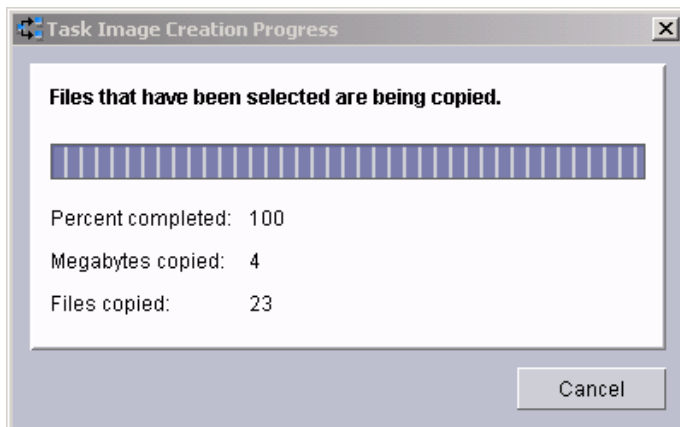 Task Image Creation Progress
Files that have been selected are being copied.
Percent completed: 100
Megabytes copied: 4
Files copied: 23
Cancel